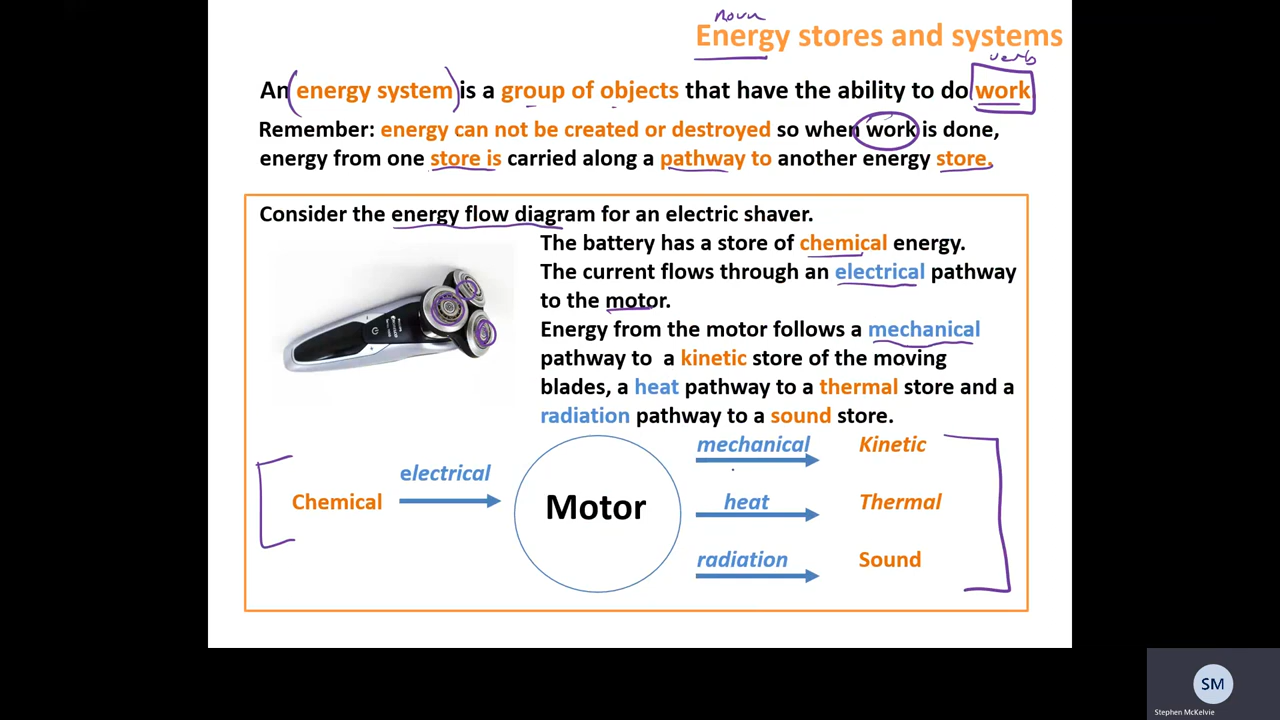 noun
Energy stores and systems
verb
An energy system is a group of objects that have the ability to do work
Remember: energy can not be created or destroyed so when work is done,
energy from one store is carried along a pathway to another energy store.
Consider the energy flow diagram for an electric shaver.
The battery has a store of chemical energy.
The current flows through an electrical pathway
to the motor.
Energy from the motor follows a mechanical
pathway to a kinetic store of the moving
blades, a heat pathway to a thermal store and a
radiation pathway to a sound store.
mechanical Kinetic
electrical
Chemical
Motor
heat Thermal
radiation Sound
SM
Stephen McKelvie